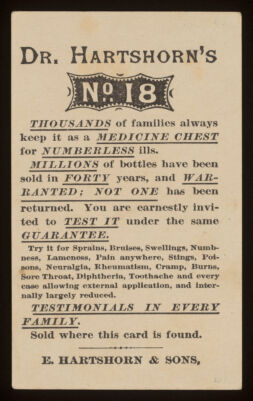 DR. HARTSHORN'S
No. 18
THOUSANDS of families always
keep it as a MEDICINE CHEST
for NUMBERLESS ills.
MILLIONS of bottles have been
sold in FORTY years, and WAR-
RANTED; NOT ONE has been
returned. You are earnestly invi-
ted to TEST IT under the same
GUARANTEE.
Try it for Sprains, Bruises, Swellings, Numb-
ness, Lameness, Pain anywhere, Stings, Poi-
sons, Neuralgia, Rheumatism, Cramp, Burns,
Sore Throat, Diphtheria, Toothache and every
case allowing external application, and inter-
nally largely reduced.
TESTIMONIALS IN EVERY
FAMILY.
Sold where this card is found.
E. HARTSHORN & SONS,